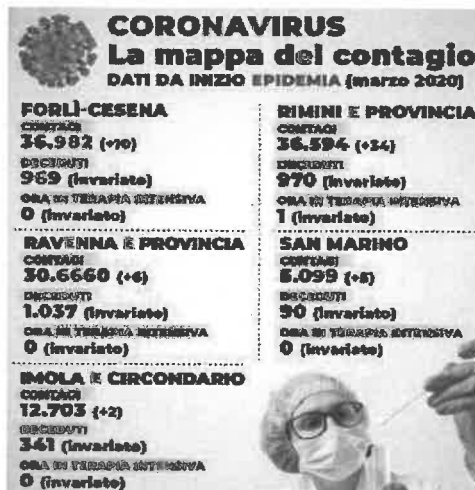 CORONAVIRUS
La mappa del contagio
DATI DA INIZIO EPIDEMIA (marzo 2020)
FORLÌ-CESENA
CONTAGI
36.982 (+10)
DECEDUTI
969 (invariato)
ORA IN TERAPIA INTENSIVA
0 (invariato)
RAVENNA E PROVINCIA
CONTAGI
30.6660 (+6)
DECEDUTI
1.037 (invariato)
ORA IN TERAPIA INTENSIVA
0 (invariato)
IMOLA E CIRCONDARIO
CONTAGI
12.703 (+2)
DECEDUTI
341 (invariato)
ORA IN TERAPIA INTENSIVA
0 (invariato)
RIMINI E PROVINCIA
CONTAGI
36.594 (+34)
DECEDUTI
970 (invariato)
ORA IN TERAPIA INTENSIVA
1 (invariato)
SAN MARINO
CONTAGI
5.099 (+5)
DECEDUTI
90 (invariato)
ORA IN TERAPIA INTENSIVA
0 (invariato)